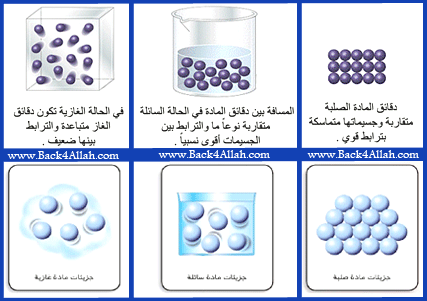 دقائق المادة الصلبة
متقاربة وجسيماتها متماسكة
بترابط قوي .
المسافة بين دقائق المادة في الحالة السائلة
متقاربة نوعاً ما والترابط بين
الجسيمات أقوى نسبياً .
في الحالة الغازية تكون دقائق
الغاز متباعدة والترابط
بينها ضعيف .
www.Back4Allah.com
www.Back4Allah.com
www.Back4Allah.com
جزيئات مادة صلبة
جزيئات مادة سائلة
جزيئات مادة غازية